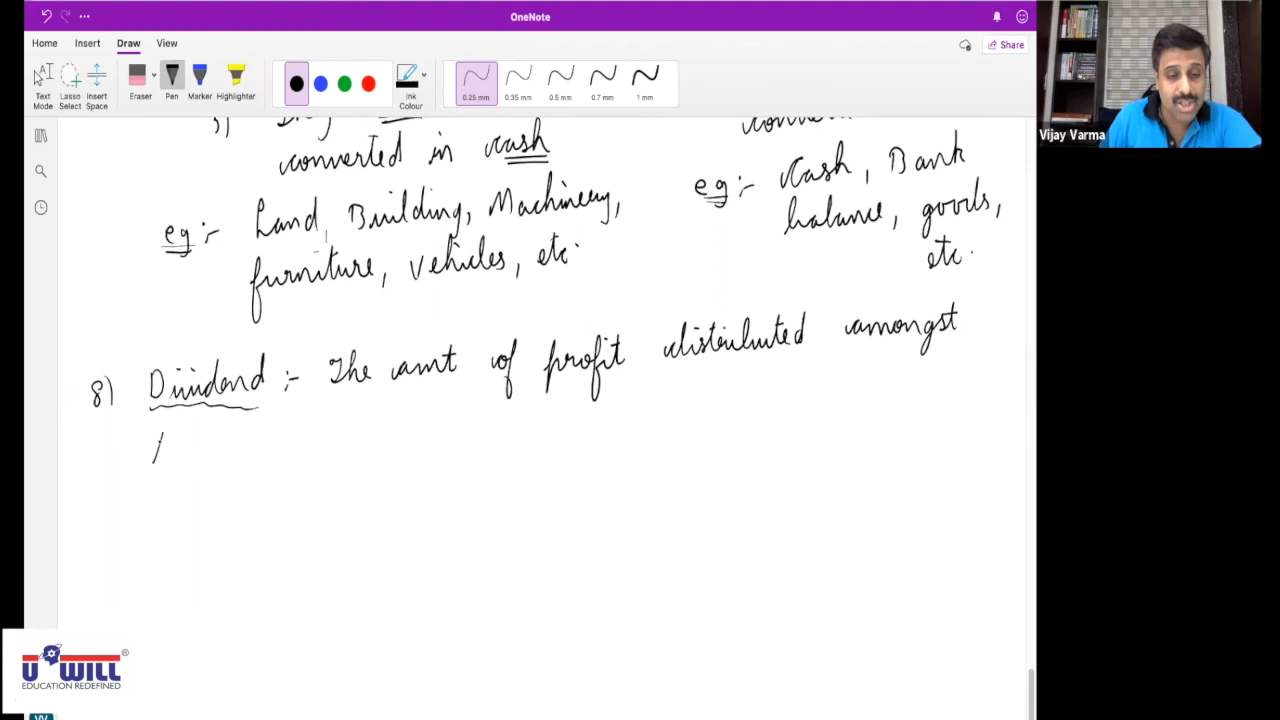 OneNote
Home Insert Draw View
Share
Text Mode
Lasso Select
Insert Space
Eraser
Pen
Marker
Highlighter
Ink Colour
0.25 mm 0.35 mm 0.5 mm 0.7 mm 1 mm
Vijay Varma
converted in cash
eg :- Land, Building, Machinery,
furniture, vehicles, etc.
eg :- Cash, Bank
balance, goods,
etc.
8) Dividend :- The amt of profit distributed amongst
U WILL ®
EDUCATION REDEFINED
VV